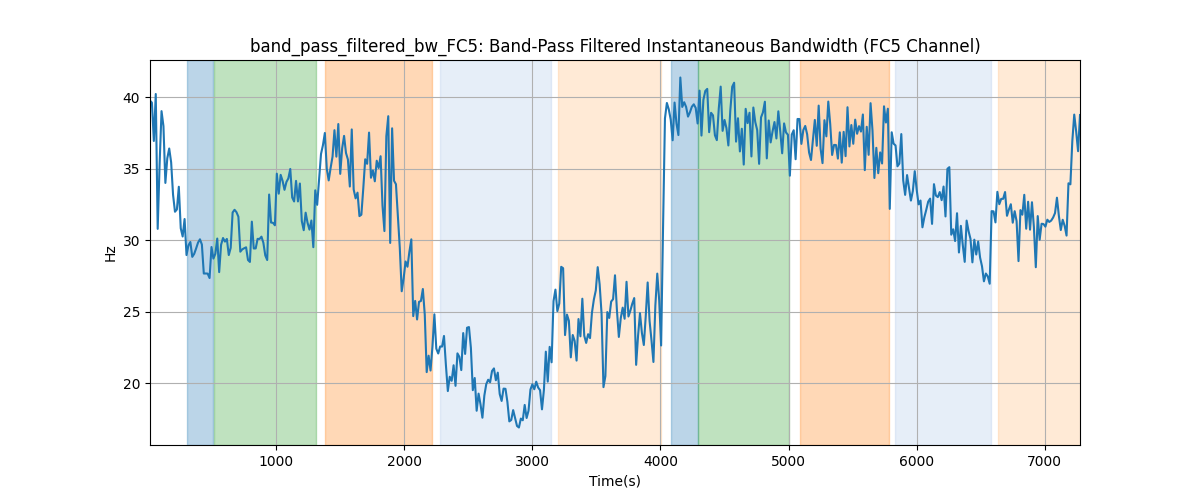 band_pass_filtered_bw_FC5: Band-Pass Filtered Instantaneous Bandwidth (FC5 Channel)
40
35
30
25
20
Hz
1000 2000 3000 4000 5000 6000 7000
Time(s)